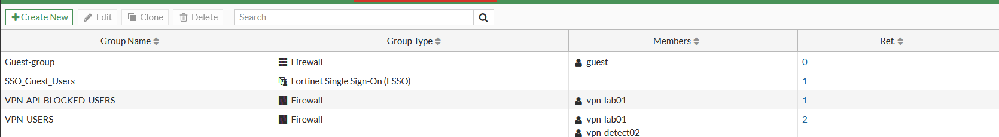 Create New Edit Clone Delete Search
Group Name Group Type Members Ref.
Guest-group Firewall guest 0
SSO_Guest_Users Fortinet Single Sign-On (FSSO) 1
VPN-API-BLOCKED-USERS Firewall vpn-lab01 1
VPN-USERS Firewall vpn-lab01 2
vpn-detect02